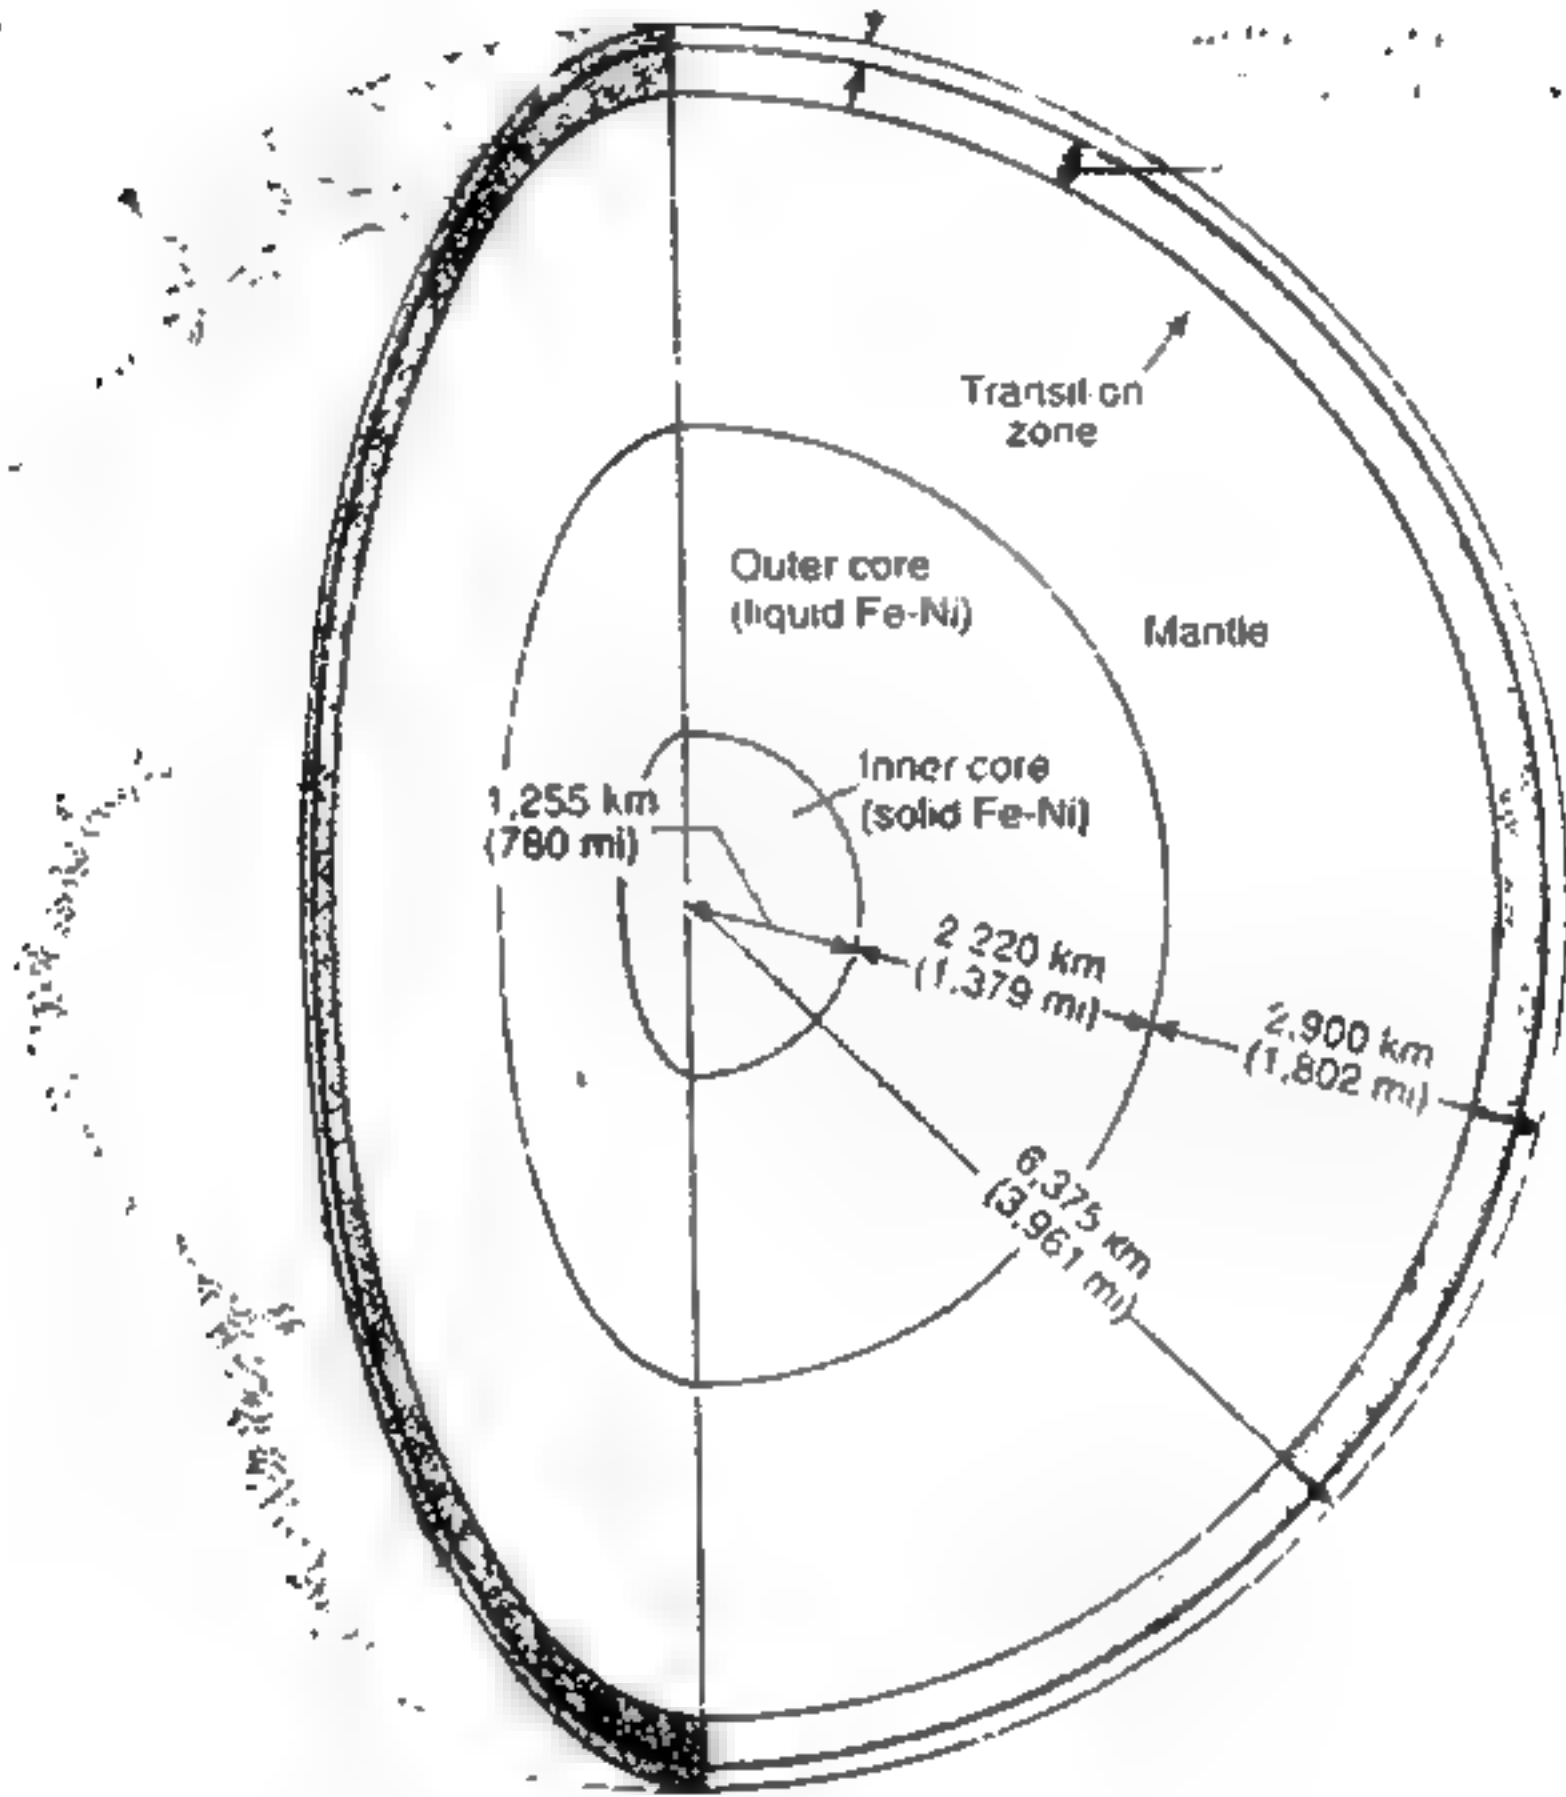 Transition
zone
Outer core
(liquid Fe-Ni)
Mantle
Inner core
(solid Fe-Ni)
1,255 km
(780 mi)
2 220 km
(1,379 mi)
2,900 km
(1,802 mi)
6,375 km
(3,961 mi)